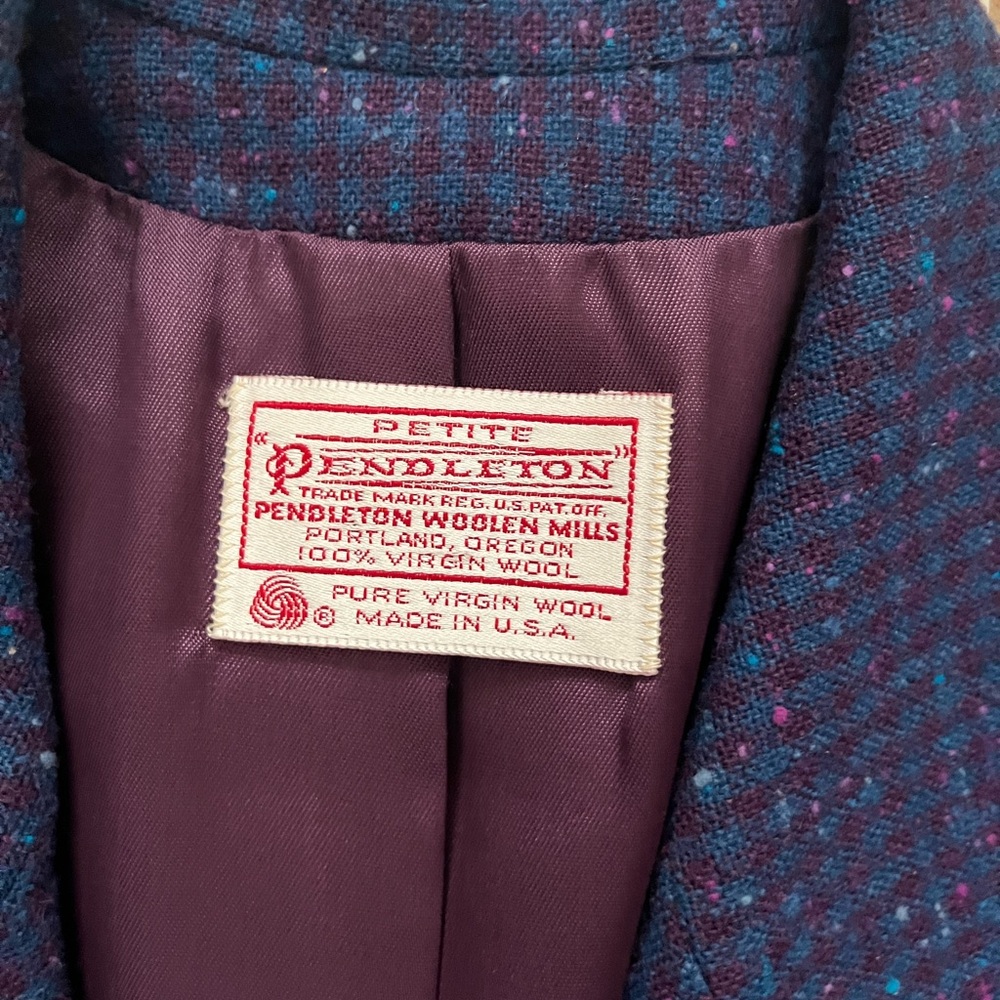 PETITE
"PENDLETON"
TRADE MARK REG. U.S. PAT. OFF.
PENDLETON WOOLEN MILLS
PORTLAND, OREGON
100% VIRGIN WOOL
® PURE VIRGIN WOOL
MADE IN U.S.A.